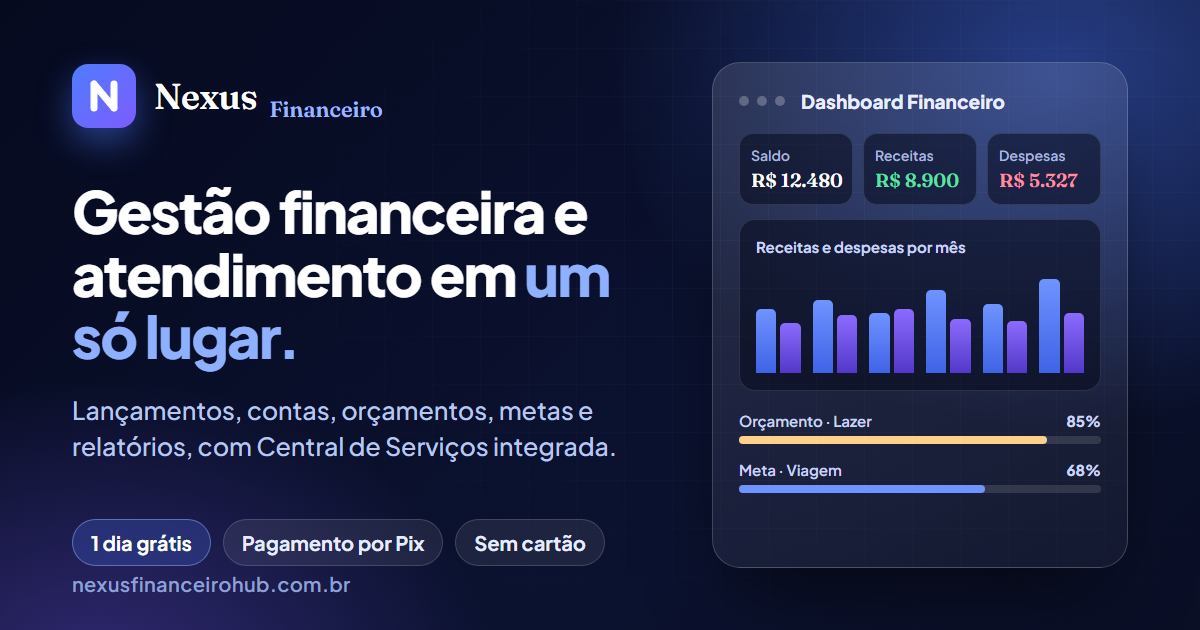 N
Nexus Financeiro
Gestão financeira e
atendimento em um
só lugar.
Lançamentos, contas, orçamentos, metas e
relatórios, com Central de Serviços integrada.
1 dia grátis
Pagamento por Pix
Sem cartão
nexusfinanceirohub.com.br
Dashboard Financeiro
Saldo
R$ 12.480
Receitas
R$ 8.900
Despesas
R$ 5.327
Receitas e despesas por mês
Orçamento · Lazer 85%
Meta · Viagem 68%